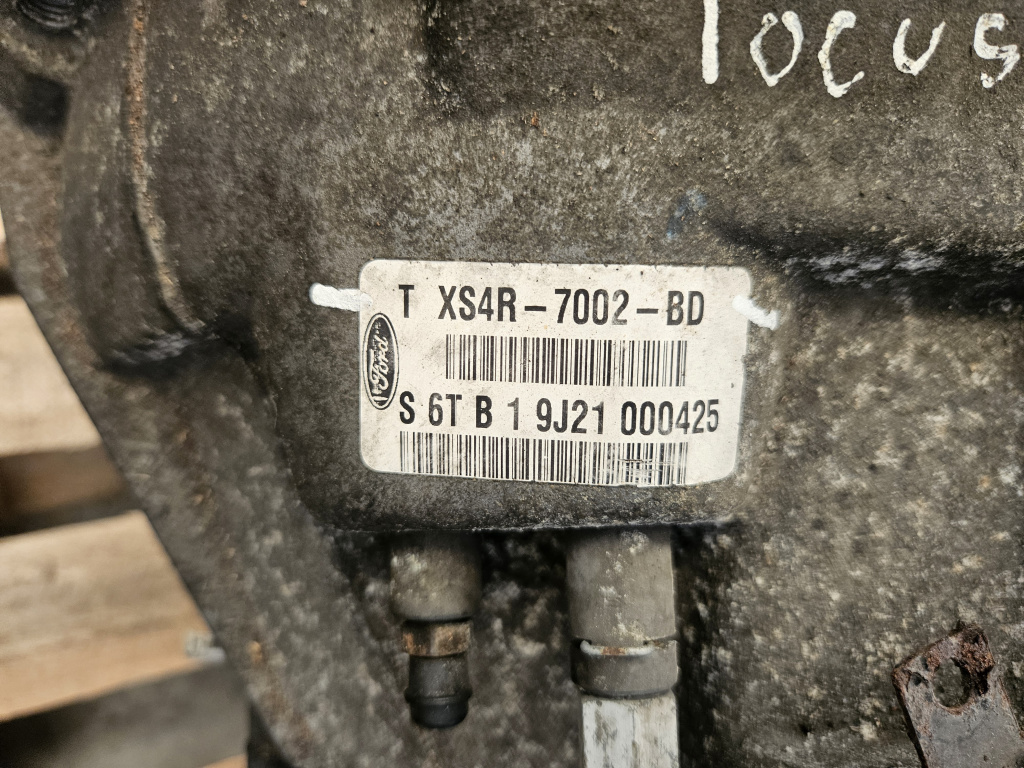 focus
T XS4R-7002-BD
Ford
S 6T B 1 9J21 000425